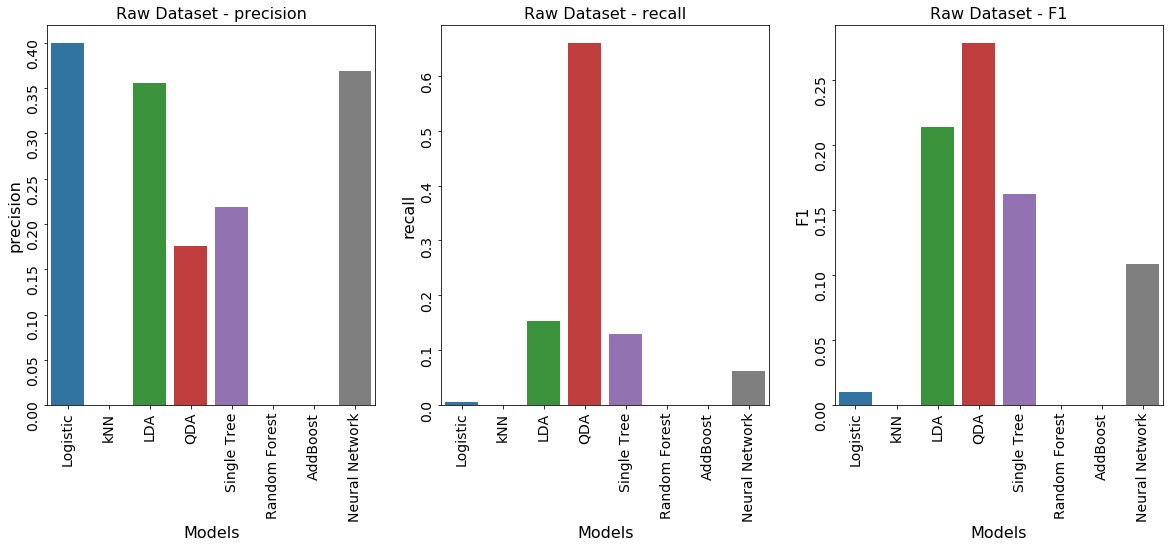 Raw Dataset - precision
precision
0.40
0.35
0.30
0.25
0.20
0.15
0.10
0.05
0.00
Logistic
kNN
LDA
QDA
Single Tree
Random Forest
AddBoost
Neural Network
Models
Raw Dataset - recall
recall
0.6
0.5
0.4
0.3
0.2
0.1
0.0
Logistic
kNN
LDA
QDA
Single Tree
Random Forest
AddBoost
Neural Network
Models
Raw Dataset - F1
F1
0.25
0.20
0.15
0.10
0.05
0.00
Logistic
kNN
LDA
QDA
Single Tree
Random Forest
AddBoost
Neural Network
Models